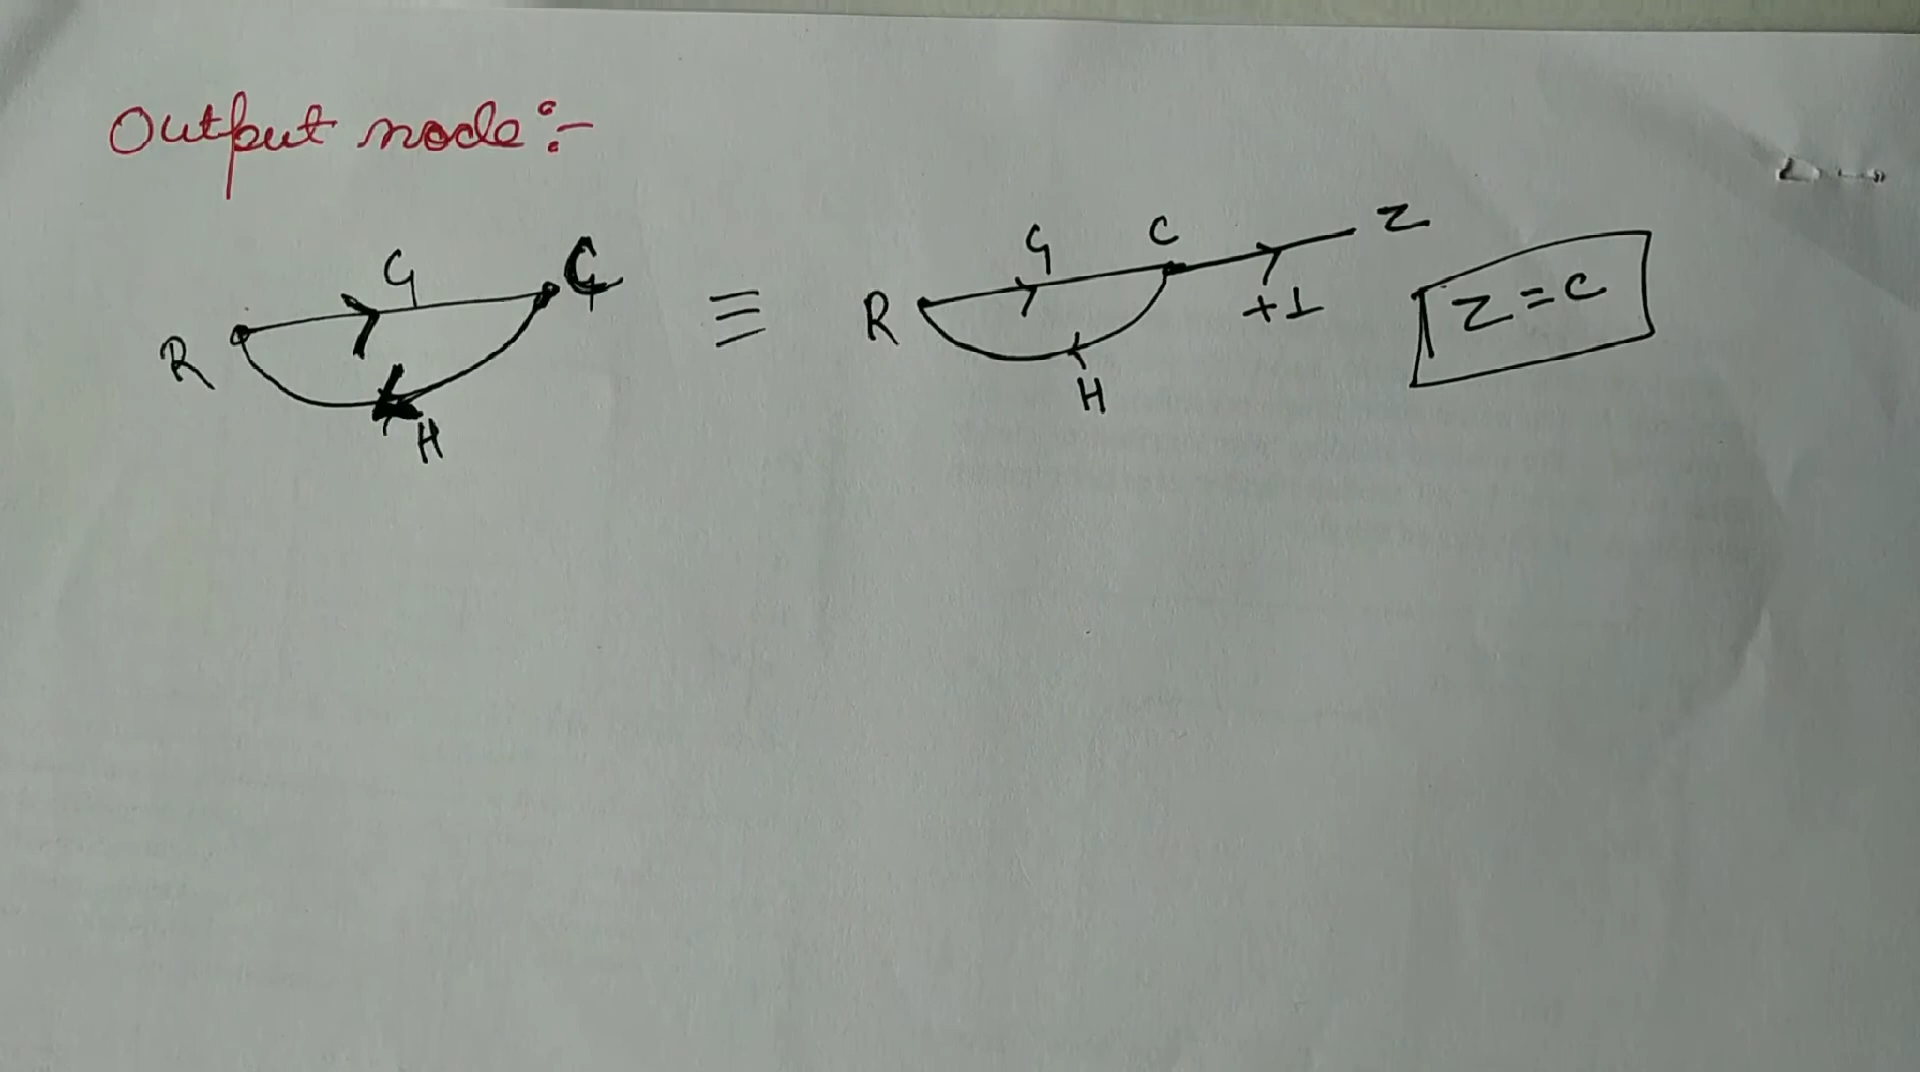 Output node:-
R G C H ≡ R G C H +1 Z
Z=C